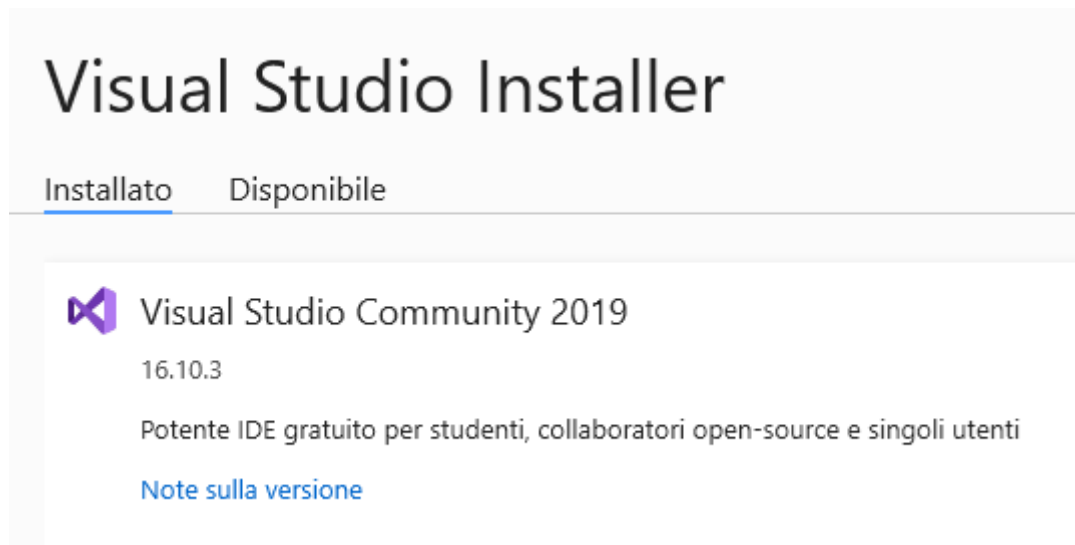 Visual Studio Installer
Installato Disponibile
Visual Studio Community 2019
16.10.3
Potente IDE gratuito per studenti, collaboratori open-source e singoli utenti
Note sulla versione